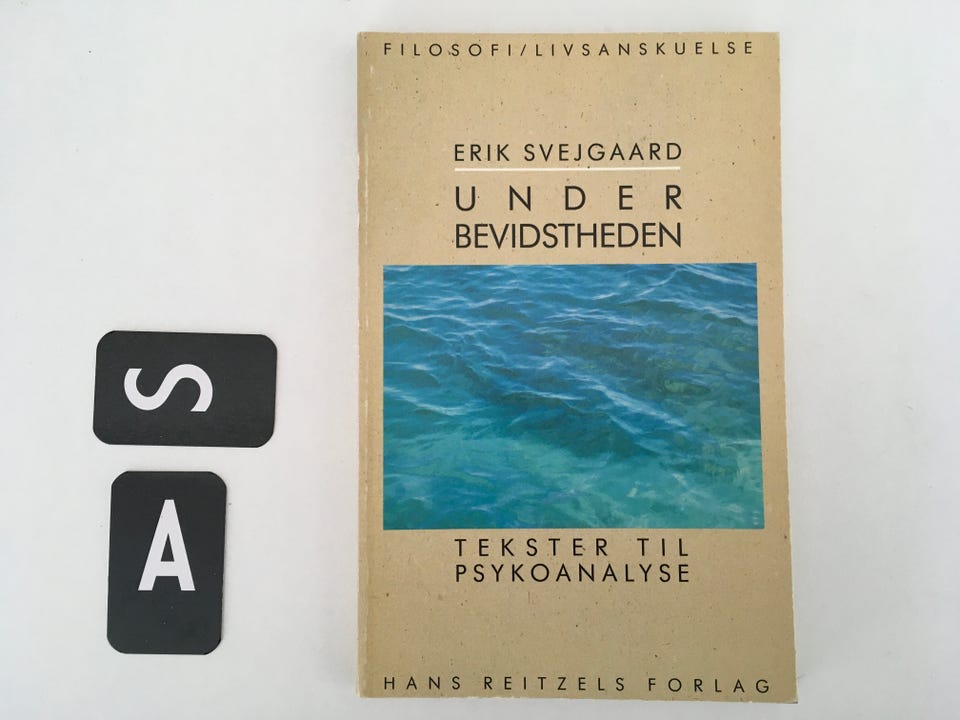 FILOSOFI/LIVSANSKUELSE
ERIK SVEJGAARD
UNDER
BEVIDSTHEDEN
TEKSTER TIL
PSYKOANALYSE
HANS REITZELS FORLAG
S
A